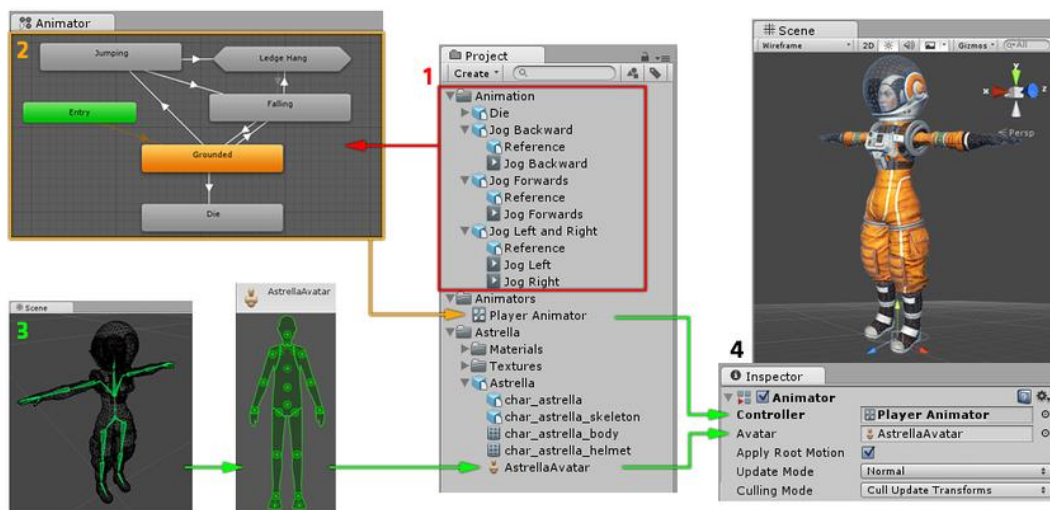 Animator
2
Jumping
Ledge Hang
Falling
Entry
Grounded
Die
1
Project
Create
Animation
Die
Jog Backward
Reference
Jog Backward
Jog Forwards
Reference
Jog Forwards
Jog Left and Right
Reference
Jog Left
Jog Right
Animators
Player Animator
Astrella
Materials
Textures
Astrella
char_astrella
char_astrella_skeleton
char_astrella_body
char_astrella_helmet
AstrellaAvatar
3
Scene
AstrellaAvatar
Scene
Wireframe 2D Gizmos All
y
x z
Persp
4
Inspector
Animator
Controller Player Animator
Avatar AstrellaAvatar
Apply Root Motion
Update Mode Normal
Culling Mode Cull Update Transforms